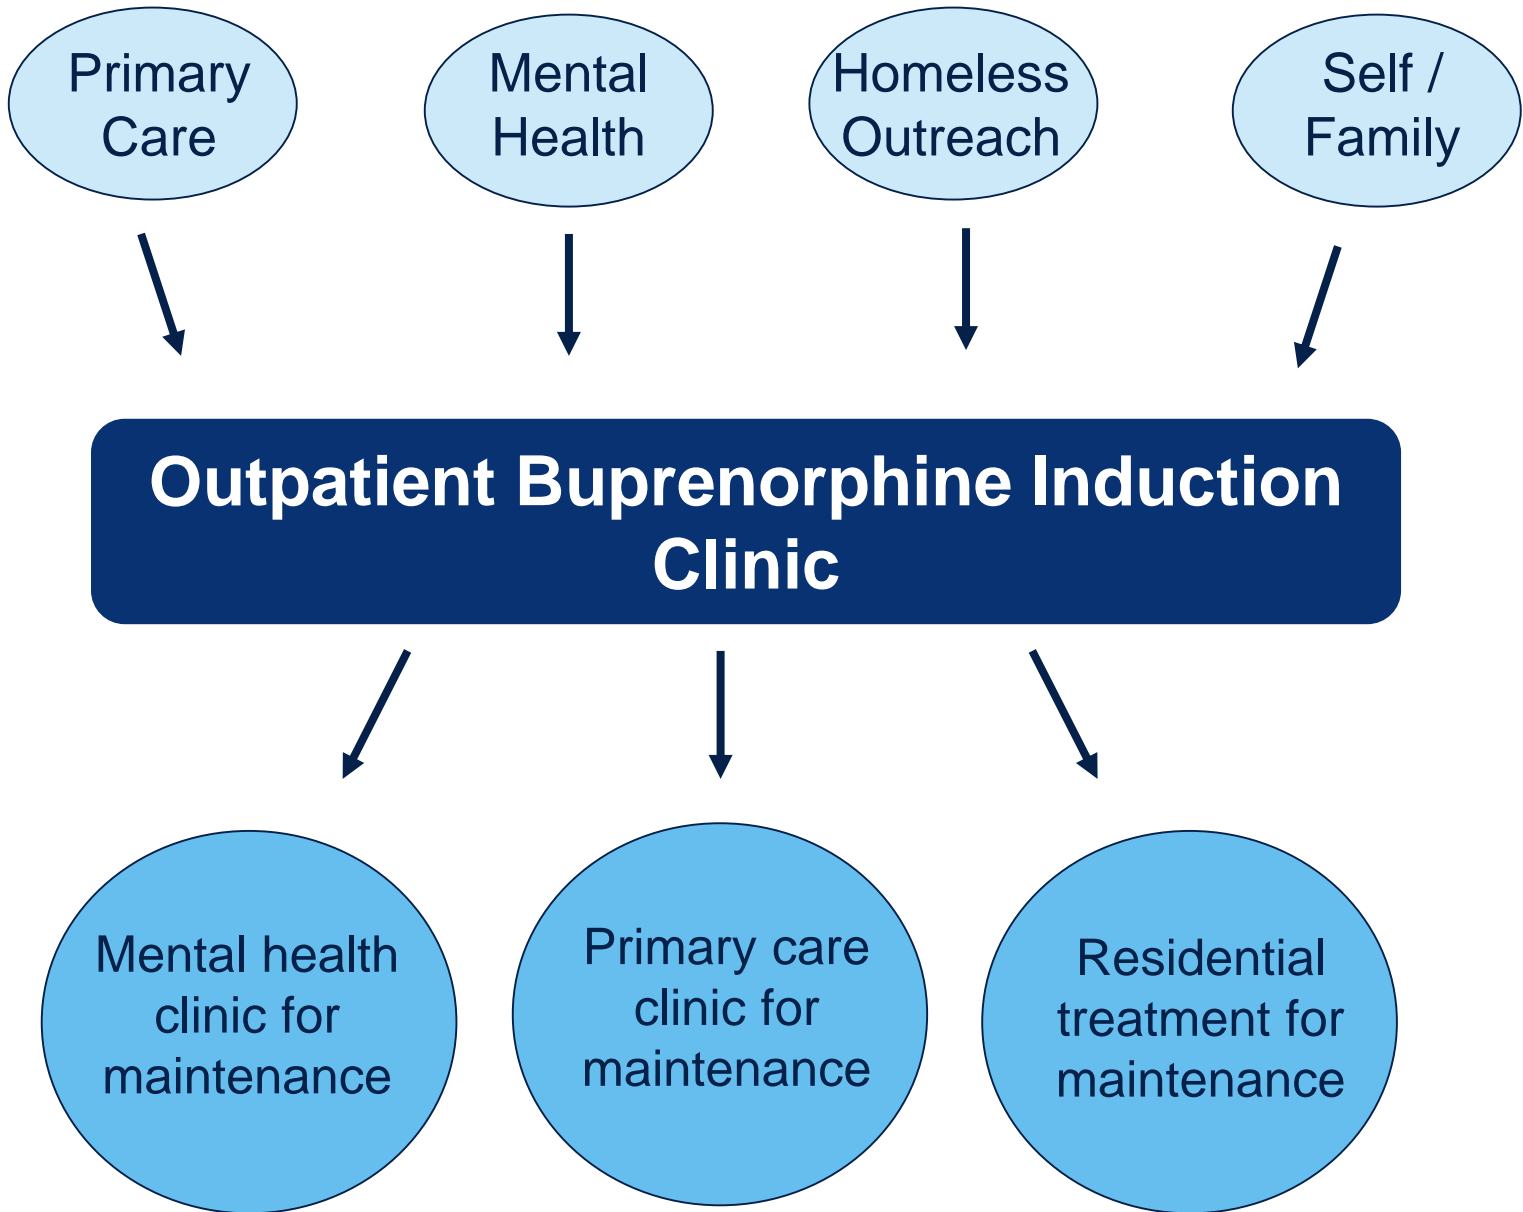 Primary
Care
Mental
Health
Homeless
Outreach
Self /
Family
Outpatient Buprenorphine Induction
Clinic
Mental health
clinic for
maintenance
Primary care
clinic for
maintenance
Residential
treatment for
maintenance